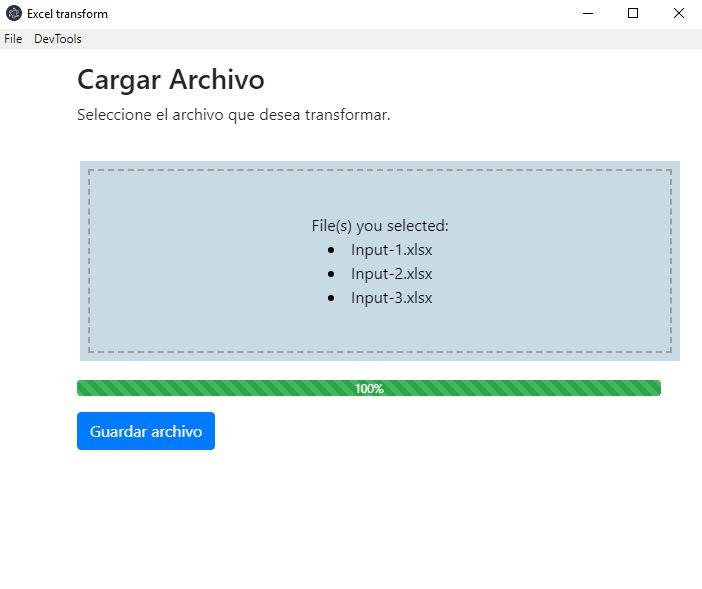 Excel transform
File DevTools
Cargar Archivo
Seleccione el archivo que desea transformar.
File(s) you selected:
Input-1.xlsx
Input-2.xlsx
Input-3.xlsx
100%
Guardar archivo